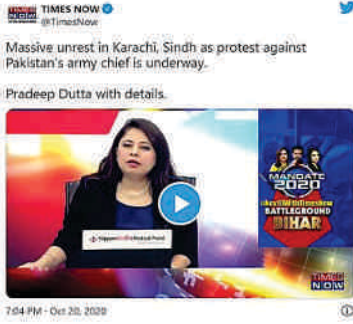 TIMES NOW
@TimesNow
Massive unrest in Karachi, Sindh as protest against
Pakistan's army chief is underway.
Pradeep Dutta with details.
MANDATE
2020
BATTLEGROUND
BIHAR
TIMES
NOW
7:04 PM · Oct 20, 2020